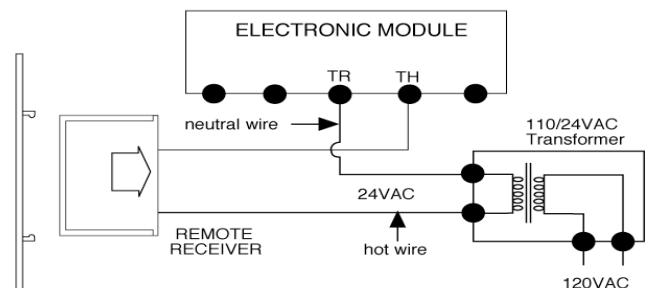 ELECTRONIC MODULE
TR TH
neutral wire
110/24VAC
Transformer
24VAC
REMOTE
RECEIVER
hot wire
120VAC